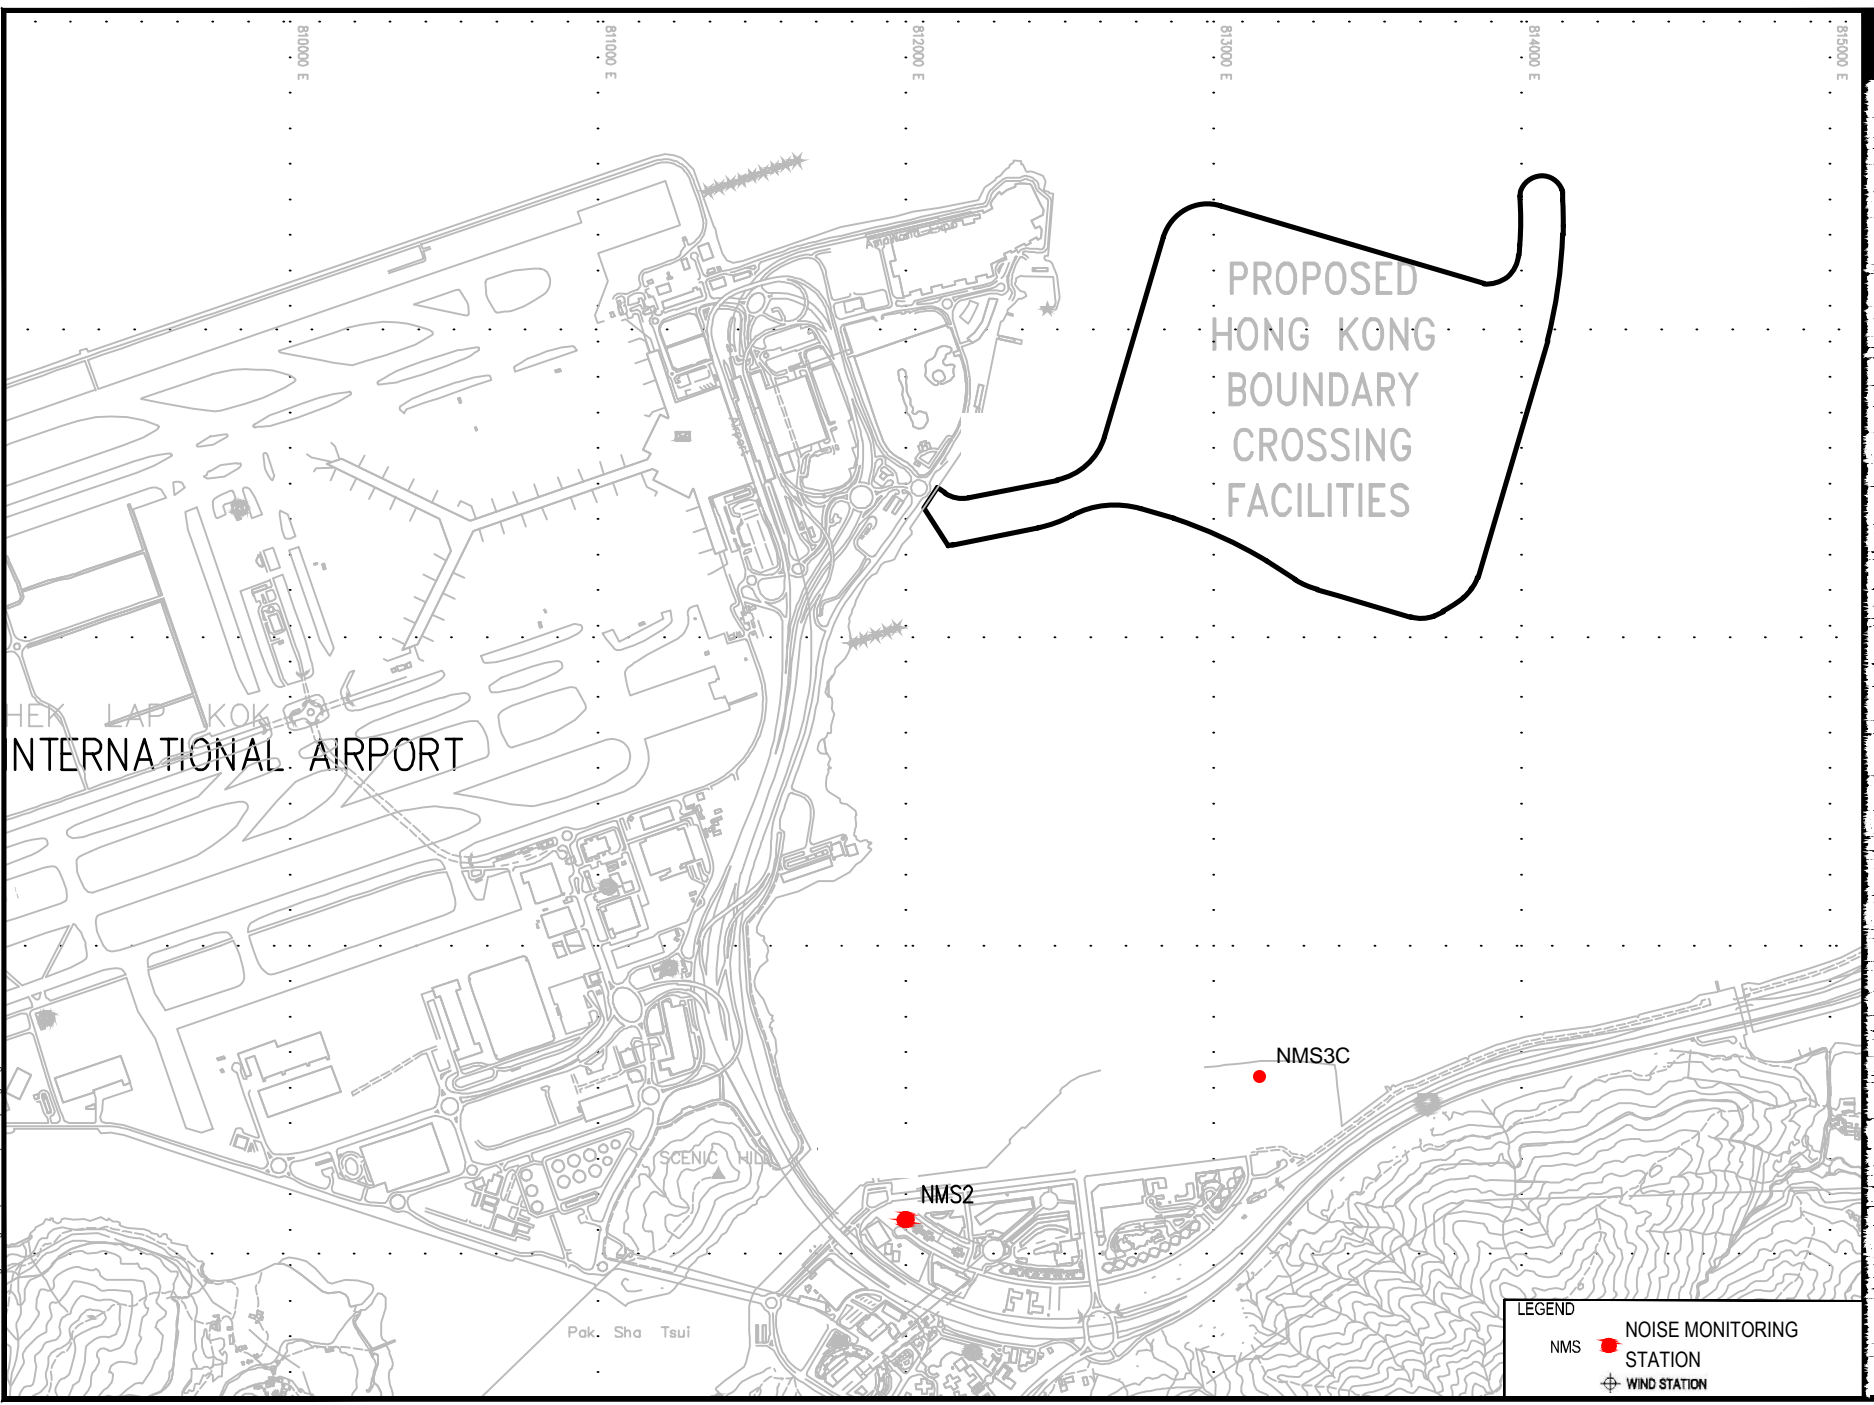 810000 E
811000 E
812000 E
813000 E
814000 E
815000 E
PROPOSED
HONG KONG
BOUNDARY
CROSSING
FACILITIES
Airport
HEK LAP KOK
INTERNATIONAL AIRPORT
NMS3C
SCENIC HILL
NMS2
Pak Sha Tsui
LEGEND
NMS NOISE MONITORING
STATION
WIND STATION